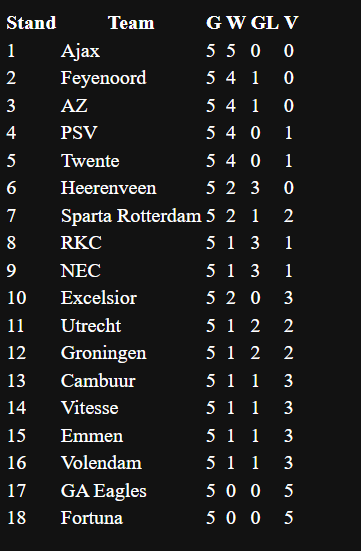 Stand Team G W GL V
1 Ajax 5 5 0 0
2 Feyenoord 5 4 1 0
3 AZ 5 4 1 0
4 PSV 5 4 0 1
5 Twente 5 4 0 1
6 Heerenveen 5 2 3 0
7 Sparta Rotterdam 5 2 1 2
8 RKC 5 1 3 1
9 NEC 5 1 3 1
10 Excelsior 5 2 0 3
11 Utrecht 5 1 2 2
12 Groningen 5 1 2 2
13 Cambuur 5 1 1 3
14 Vitesse 5 1 1 3
15 Emmen 5 1 1 3
16 Volendam 5 1 1 3
17 GA Eagles 5 0 0 5
18 Fortuna 5 0 0 5